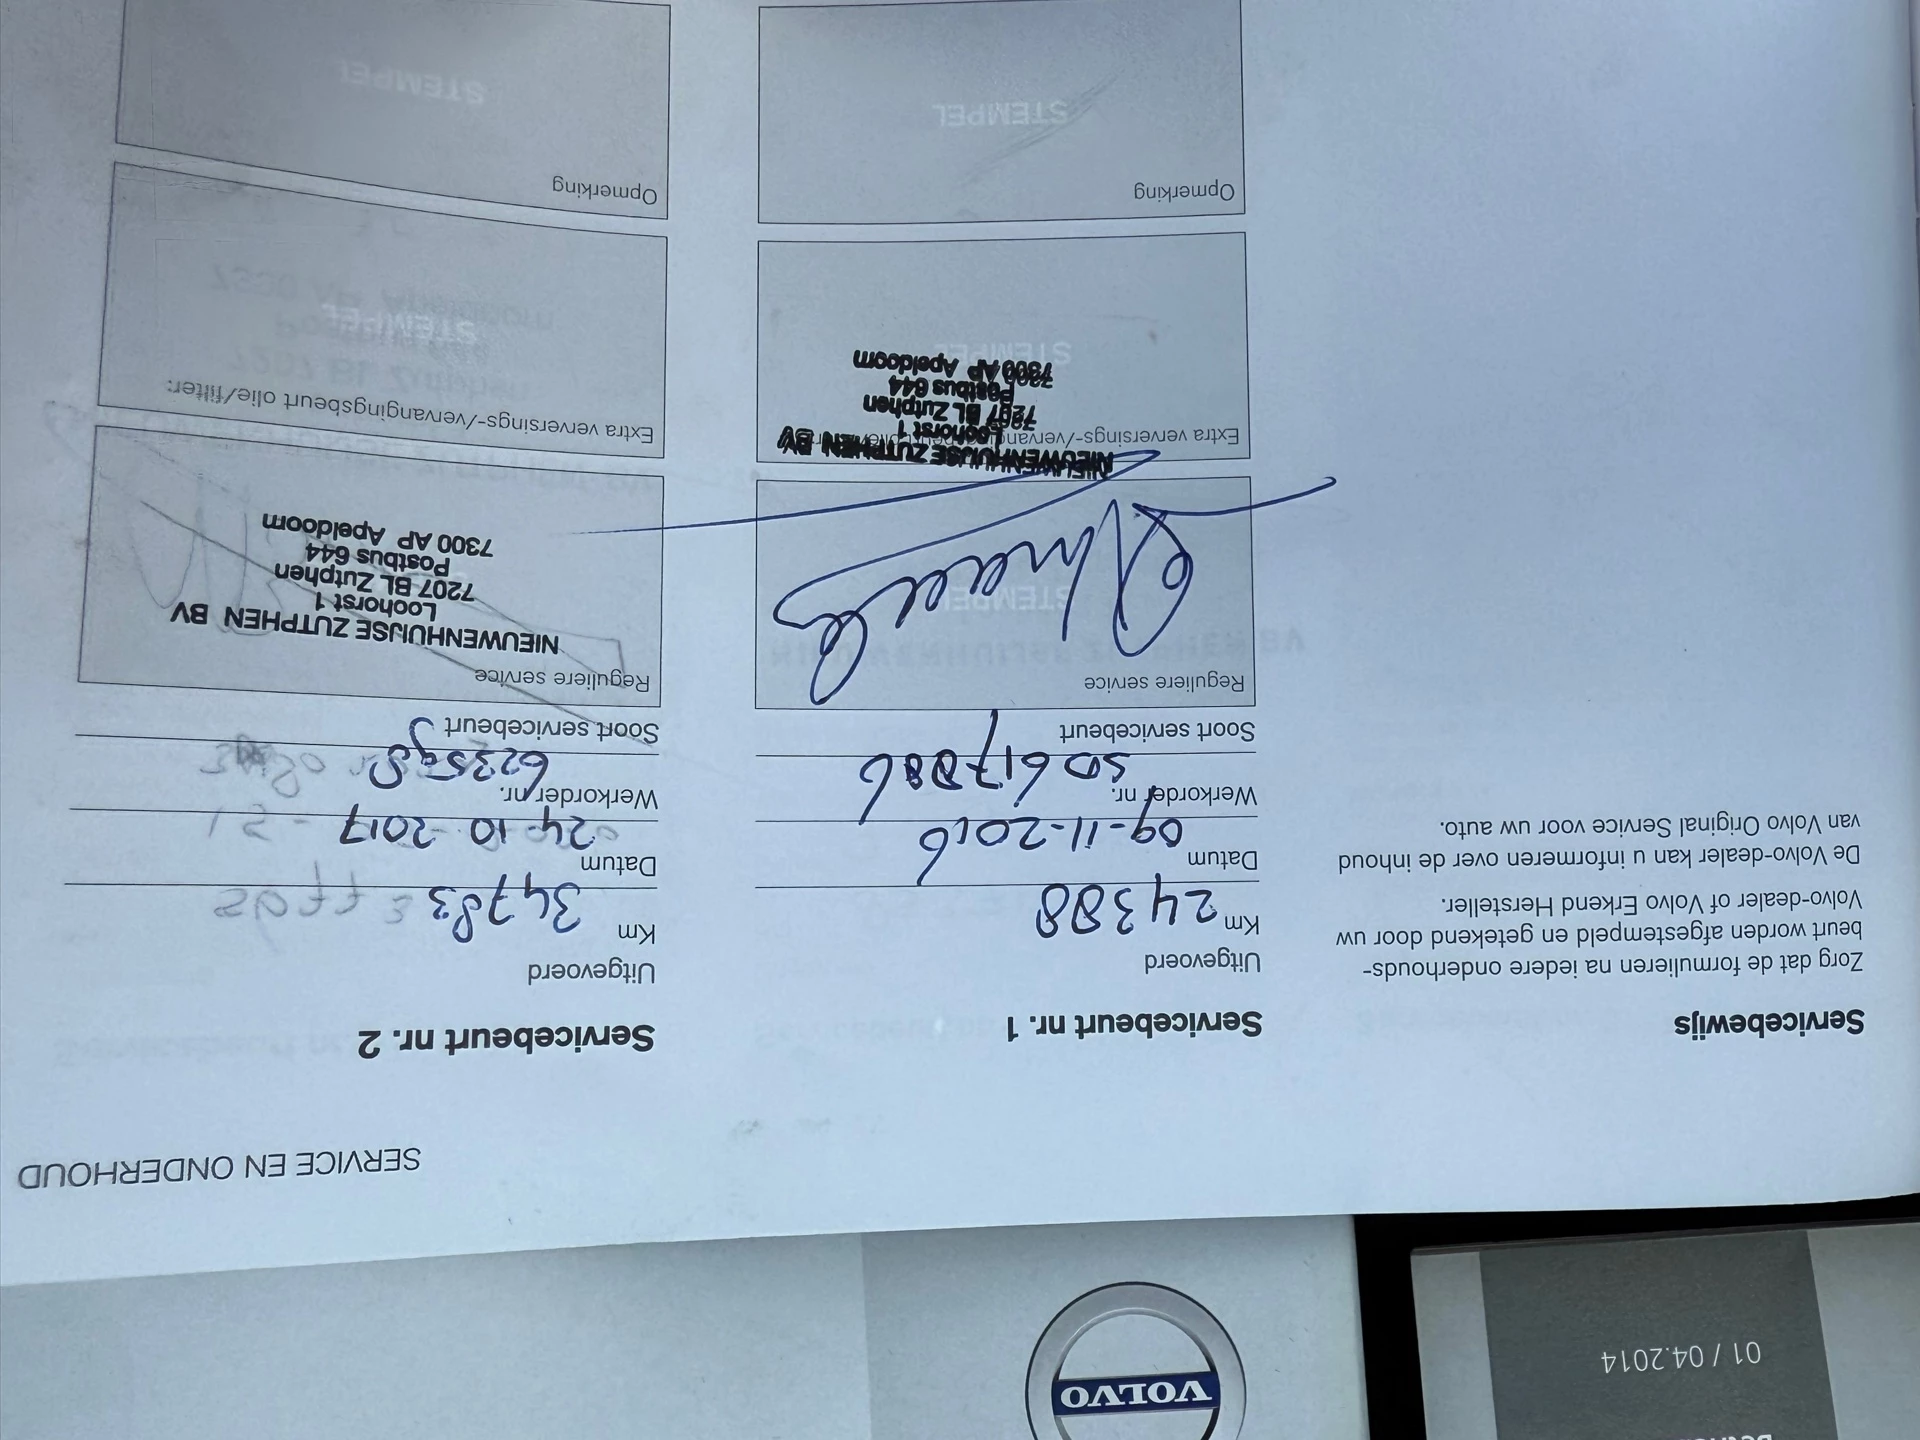 SERVICE EN ONDERHOUD
Servicebewijs
Zorg dat de formulieren na iedere onderhouds-
beurt worden afgestempeld en getekend door uw
Volvo-dealer of Volvo Erkend Hersteller.
De Volvo-dealer kan u informeren over de inhoud
van Volvo Original Service voor uw auto.
Servicebeurt nr. 1
Uitgevoerd
Km 24388
Datum 09-11-2016
Werkorder nr.
Soort servicebeurt
Reguliere service
STEMPEL
Extra verversings-/vervangingsbeurt olie/filter:
NIEUWENHUIJSE ZUTPHEN BV
Loohorst 1
7207 BL Zutphen
Postbus 644
7300 AP Apeldoorn
STEMPEL
Opmerking
STEMPEL
Servicebeurt nr. 2
Uitgevoerd
Km 34783
Datum 24-10-2017
Werkorder nr.
Soort servicebeurt
Reguliere service
NIEUWENHUIJSE ZUTPHEN BV
Loohorst 1
7207 BL Zutphen
Postbus 644
7300 AP Apeldoorn
Extra verversings-/vervangingsbeurt olie/filter:
STEMPEL
Opmerking
STEMPEL
VOLVO
01 / 04.2014